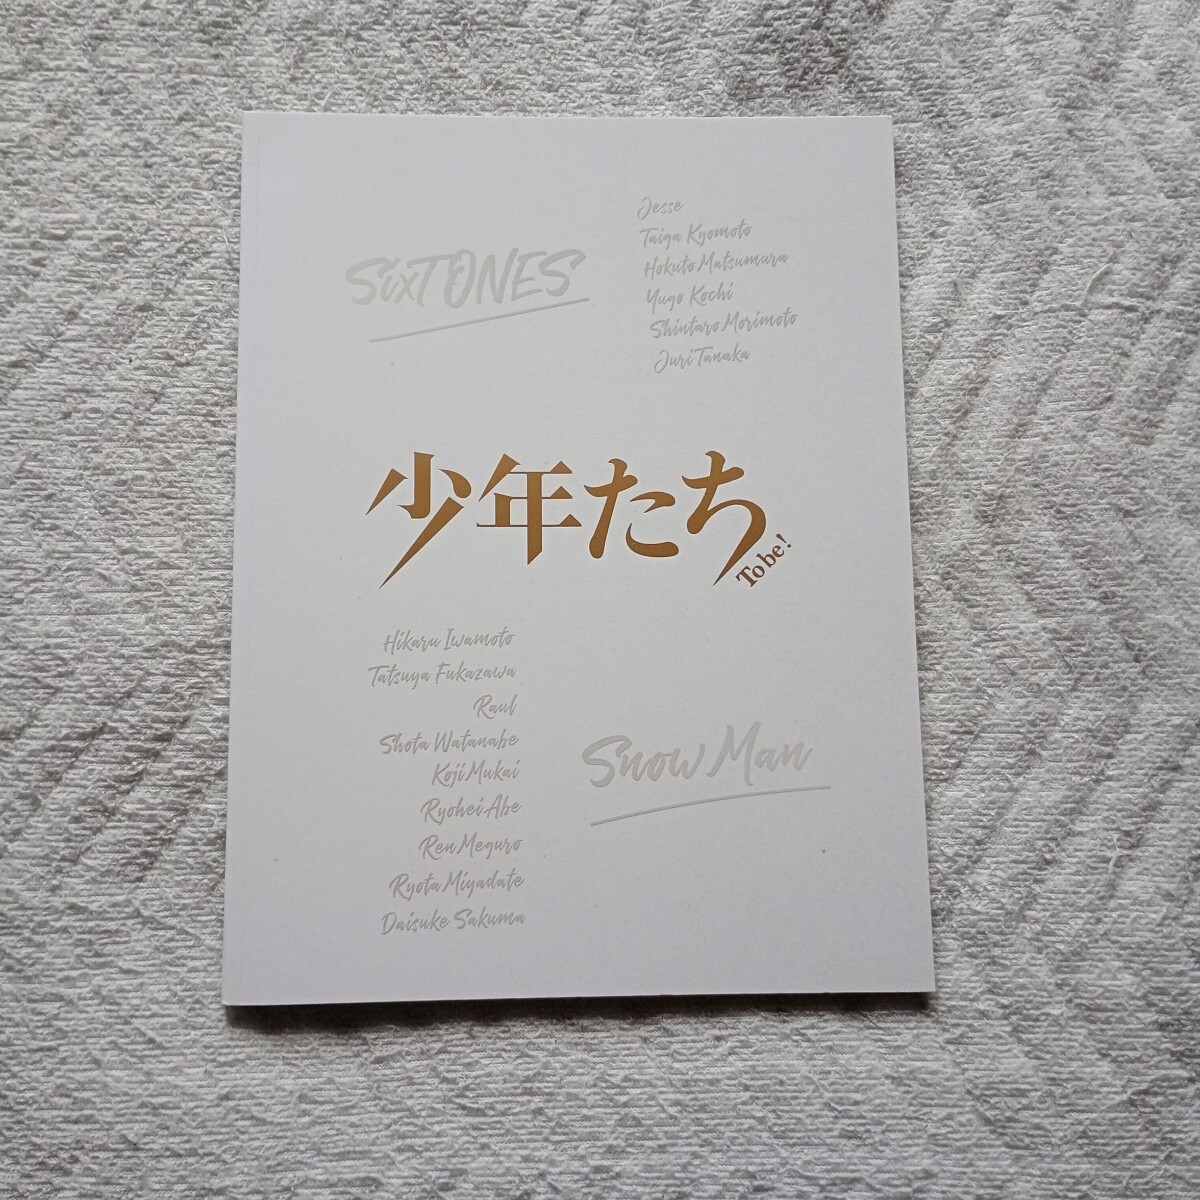 SixTONES
Jesse
Taiga Kyomoto
Hokuto Matsumura
Yugo Kochi
Shintaro Morimoto
Juri Tanaka
少年たち
To be!
Hikaru Iwamoto
Tatsuya Fukazawa
Raul
Shota Watanabe
Koji Mukai
Ryohei Abe
Ren Meguro
Ryota Miyadate
Daisuke Sakuma
Snow Man